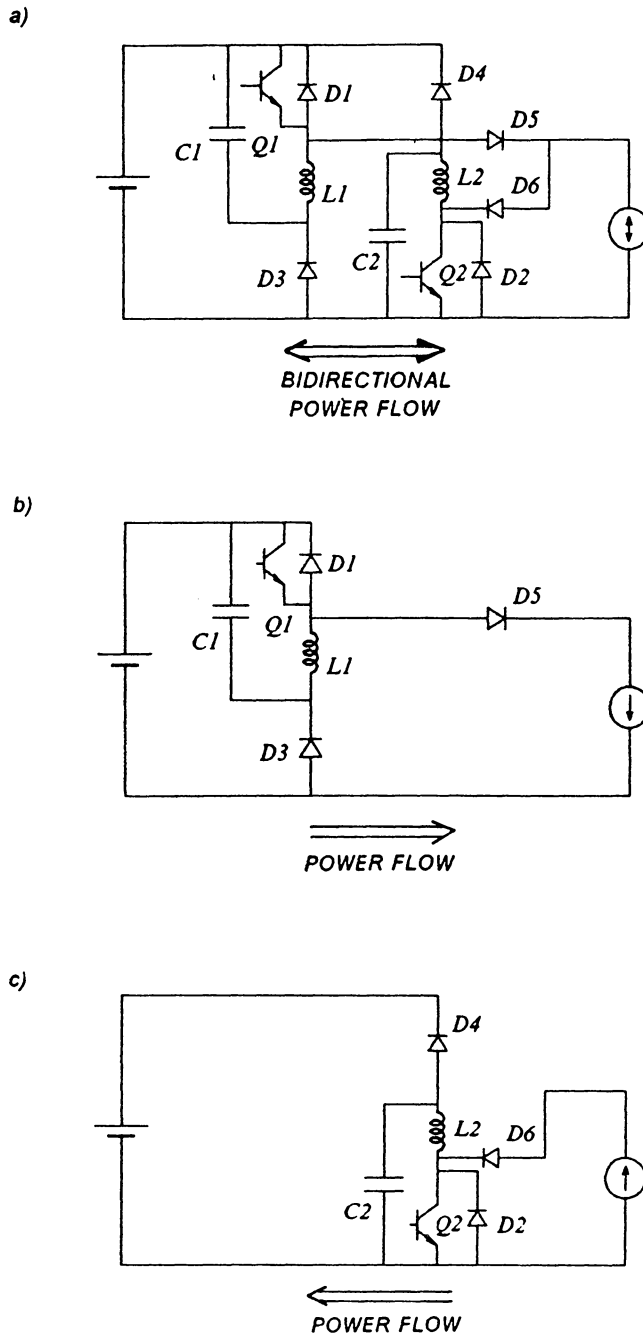 a)
D1
D4
D5
C1
Q1
L1
L2
D6
C2
D3
Q2
D2
BIDIRECTIONAL
POWER FLOW
b)
D1
D5
C1
Q1
L1
D3
POWER FLOW
c)
D4
L2
D6
C2
Q2
D2
POWER FLOW